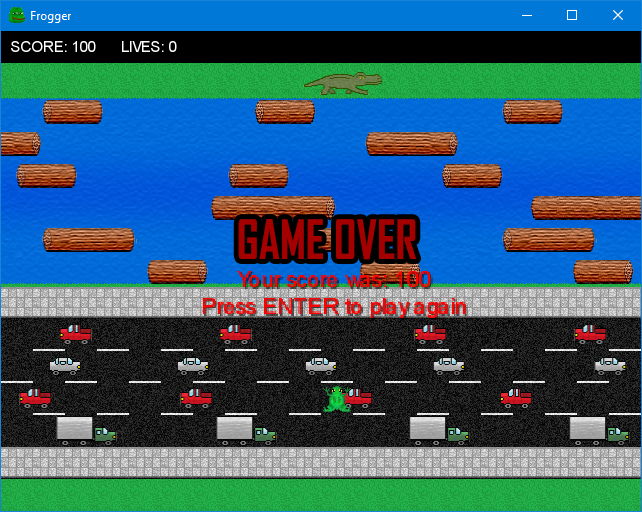 Frogger
SCORE: 100 LIVES: 0
GAME OVER
Your score was: 100
Press ENTER to play again